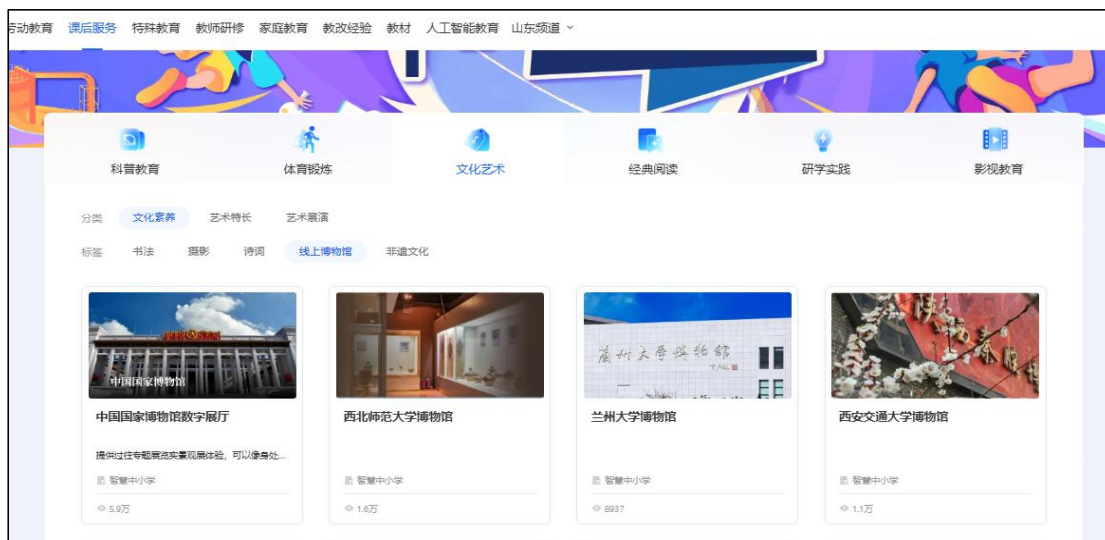 劳动教育 课后服务 特殊教育 教师研修 家庭教育 教改经验 教材 人工智能教育 山东频道
科普教育 体育锻炼 文化艺术 经典阅读 研学实践 影视教育
分类 文化素养 艺术特长 艺术展演
标签 书法 摄影 诗词 线上博物馆 非遗文化
中国国家博物馆
蘭州大學博物館
中国国家博物馆数字展厅 西北师范大学博物馆 兰州大学博物馆 西安交通大学博物馆
提供过往专题展览实景观展体验，可以像身处...
智慧中小学 智慧中小学 智慧中小学 智慧中小学
5.9万 1.6万 8937 1.1万